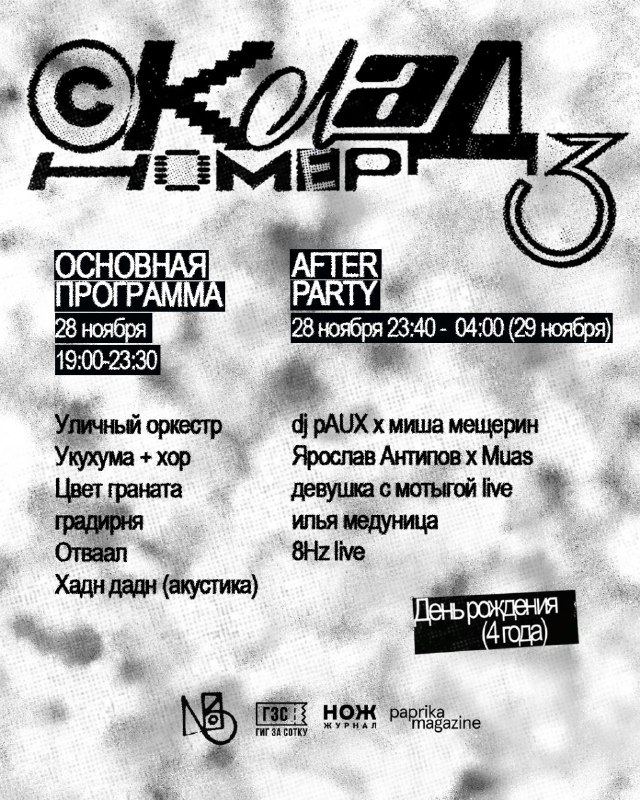 ©КЛАД
НОМЕР 3
ОСНОВНАЯ
ПРОГРАММА
28 ноября
19:00-23:30
Уличный оркестр
Укухума + хор
Цвет граната
градирня
Отваал
Хадн дадн (акустика)
AFTER
PARTY
28 ноября 23:40 - 04:00 (29 ноября)
dj pAUX x миша мещерин
Ярослав Антипов x Muas
девушка с мотыгой live
илья медуница
8Hz live
День рождения
(4 года)
ГЗС
ГИГ ЗА СОТКУ
НОЖ
ЖУРНАЛ
paprika
magazine